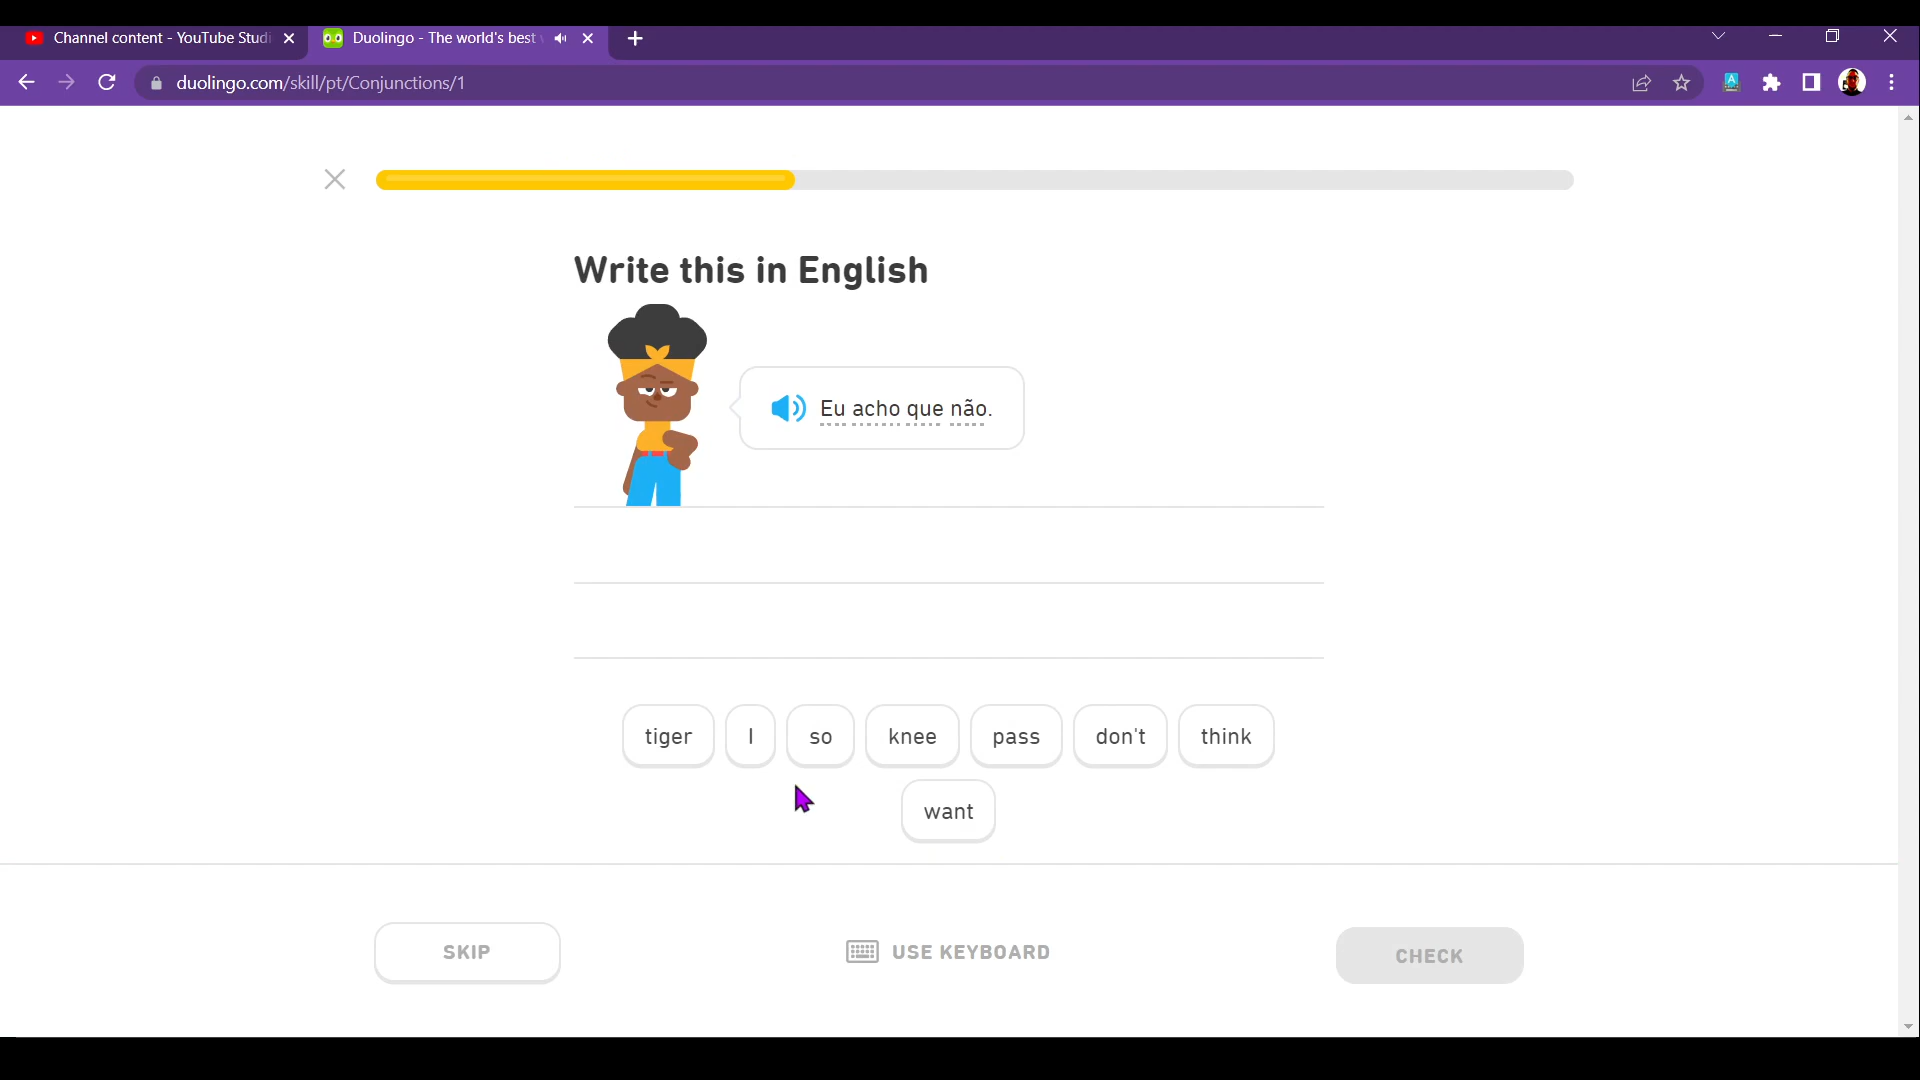 Channel content - YouTube Studi
Duolingo - The world's best
duolingo.com/skill/pt/Conjunctions/1
Write this in English
Eu acho que não.
tiger I so knee pass don't think
want
SKIP USE KEYBOARD CHECK